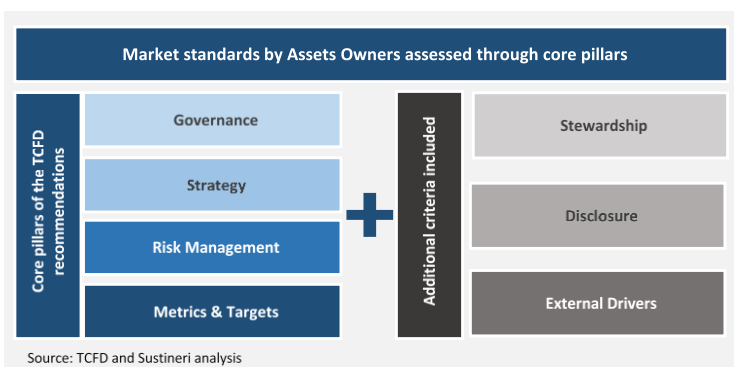 Market standards by Assets Owners assessed through core pillars
Core pillars of the TCFD
recommendations
Governance
Strategy
Risk Management
Metrics & Targets
Additional criteria included
Stewardship
Disclosure
External Drivers
Source: TCFD and Sustineri analysis